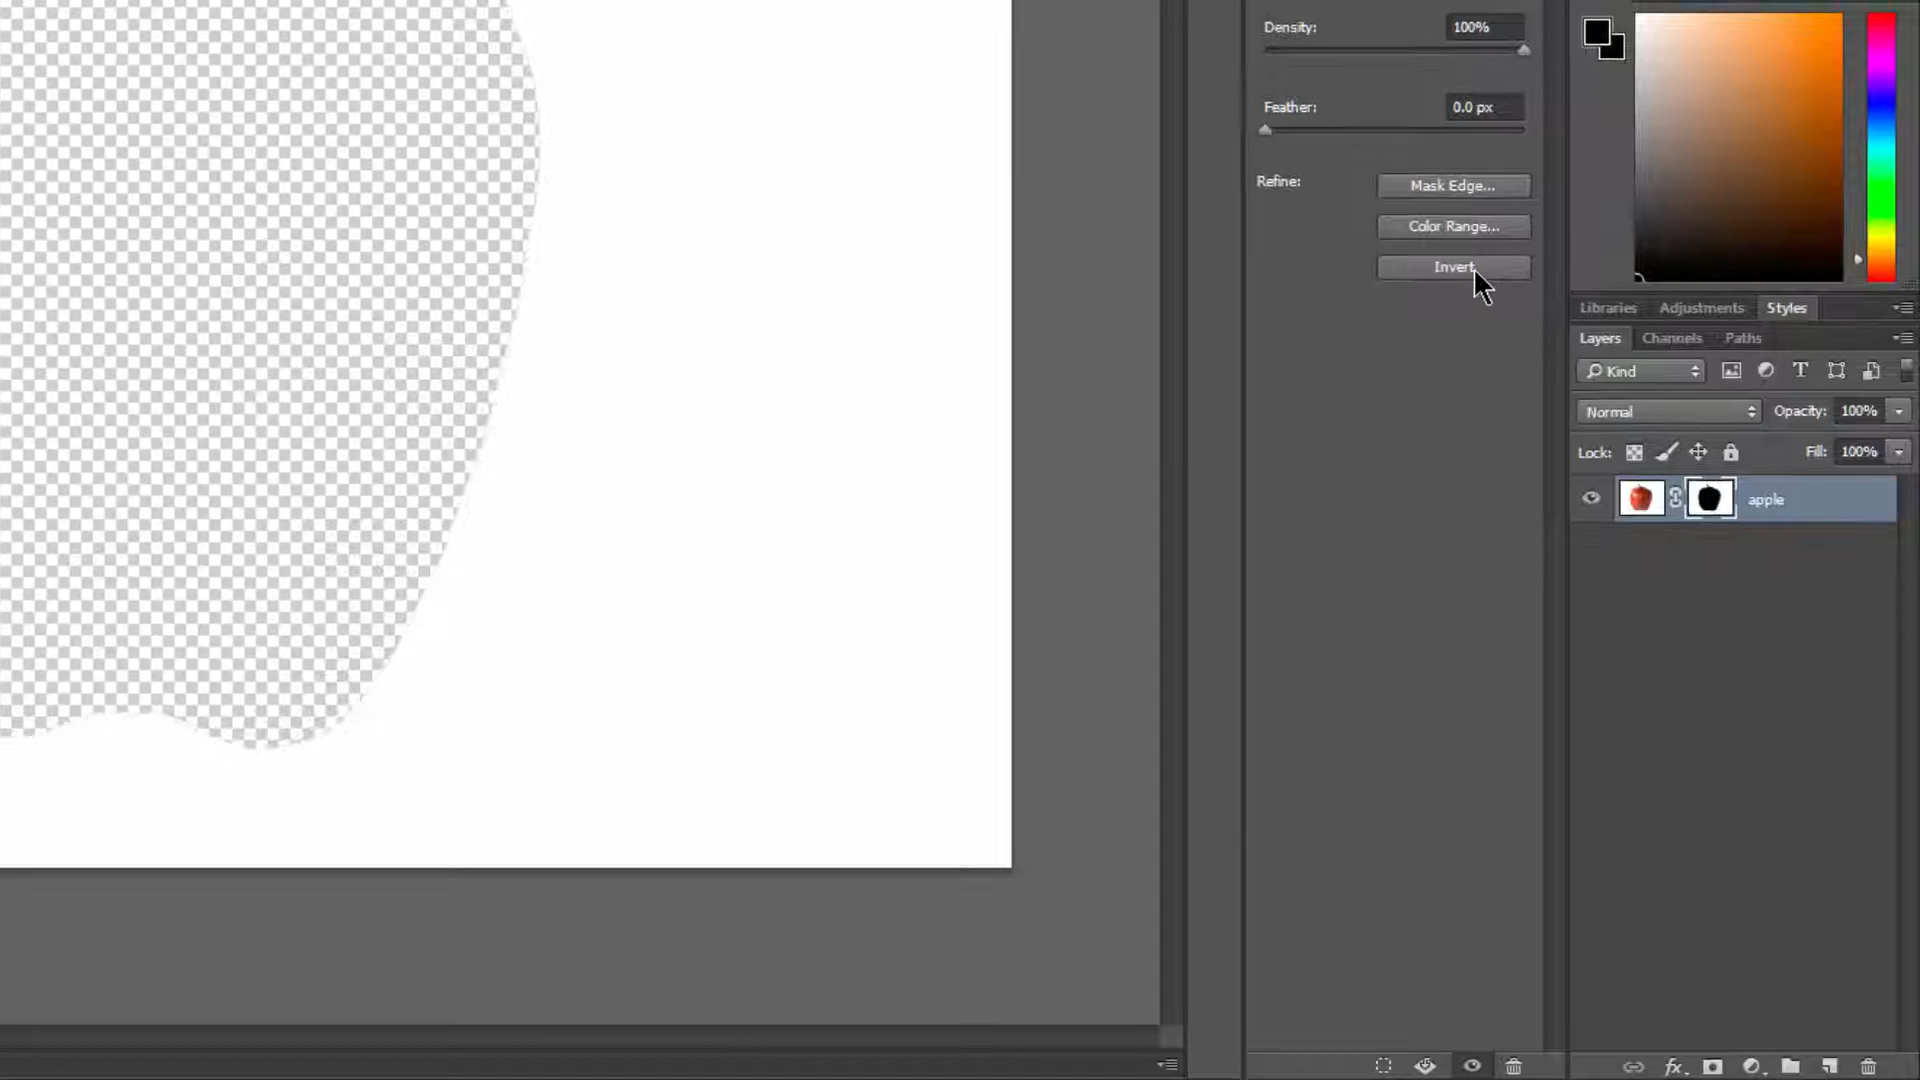 Density: 100%
Feather: 0.0 px
Refine: Mask Edge...
Color Range...
Invert
Libraries Adjustments Styles
Layers Channels Paths
Kind T
Normal Opacity: 100%
Lock: Fill: 100%
apple
fx